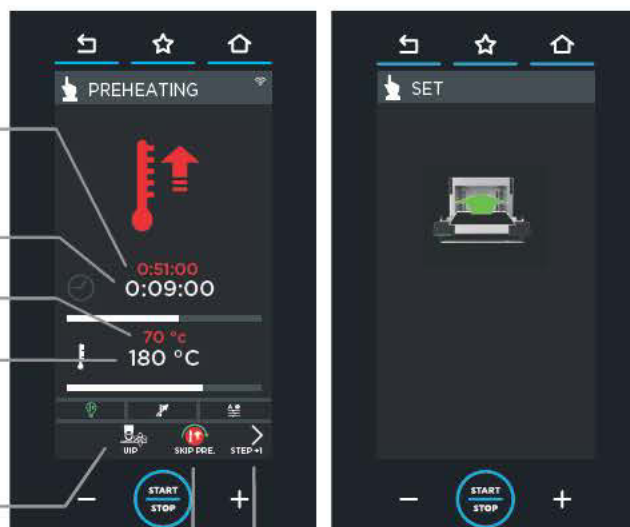 PREHEATING
0:51:00
0:09:00
70 °c
180 °C
UIP
SKIP PRE.
STEP +1
START
STOP
SET
START
STOP